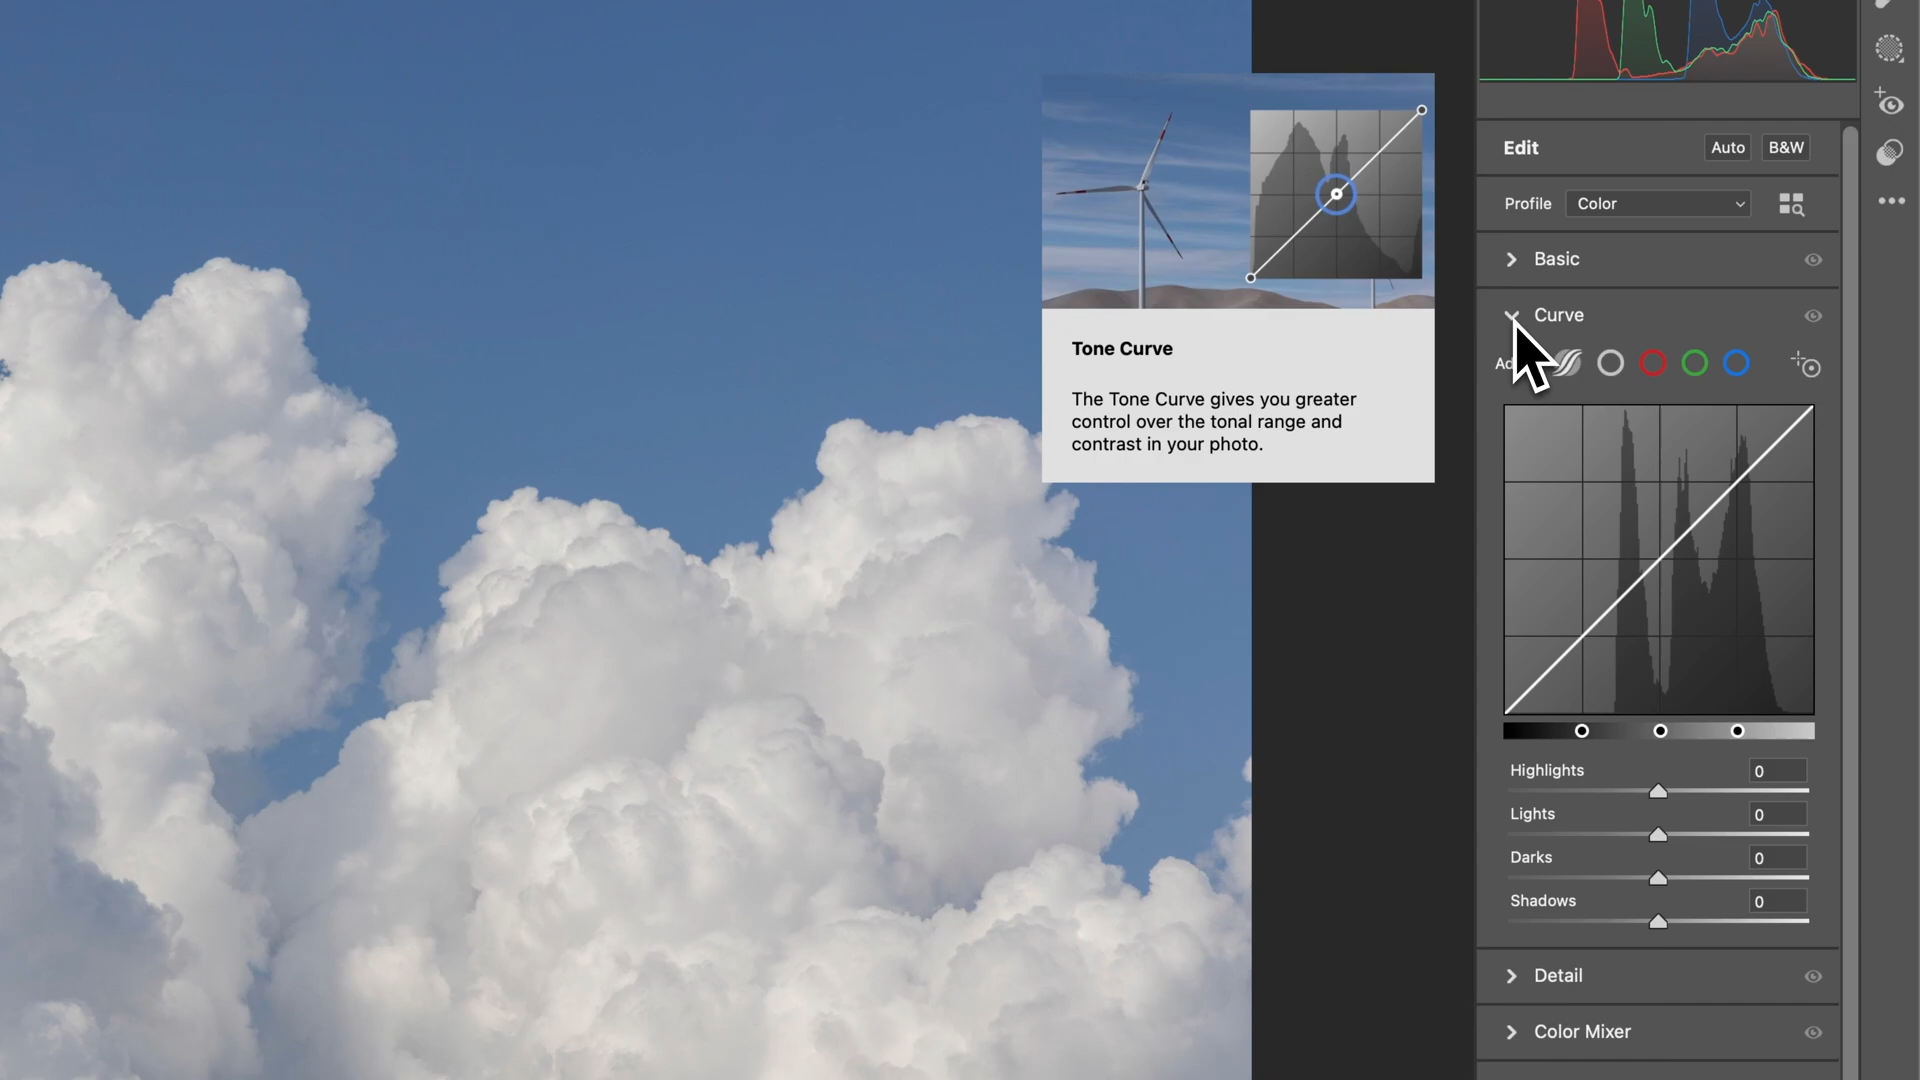 Edit
Auto
B&W
Profile
Color
Basic
Curve
Tone Curve
The Tone Curve gives you greater
control over the tonal range and
contrast in your photo.
Highlights
0
Lights
0
Darks
0
Shadows
0
Detail
Color Mixer